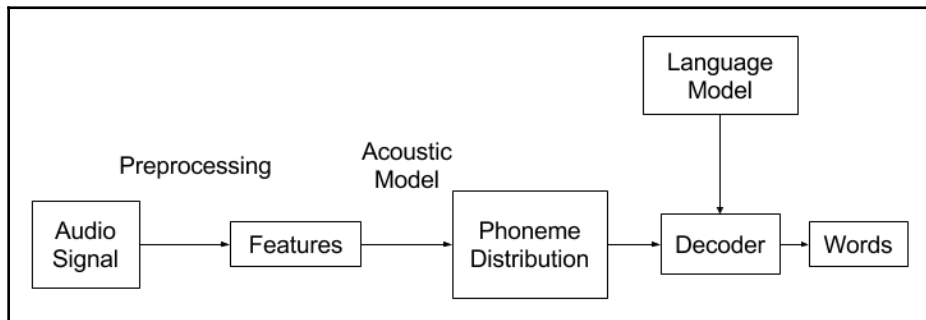 Language
Model
Preprocessing
Acoustic
Model
Audio
Signal
Features
Phoneme
Distribution
Decoder
Words